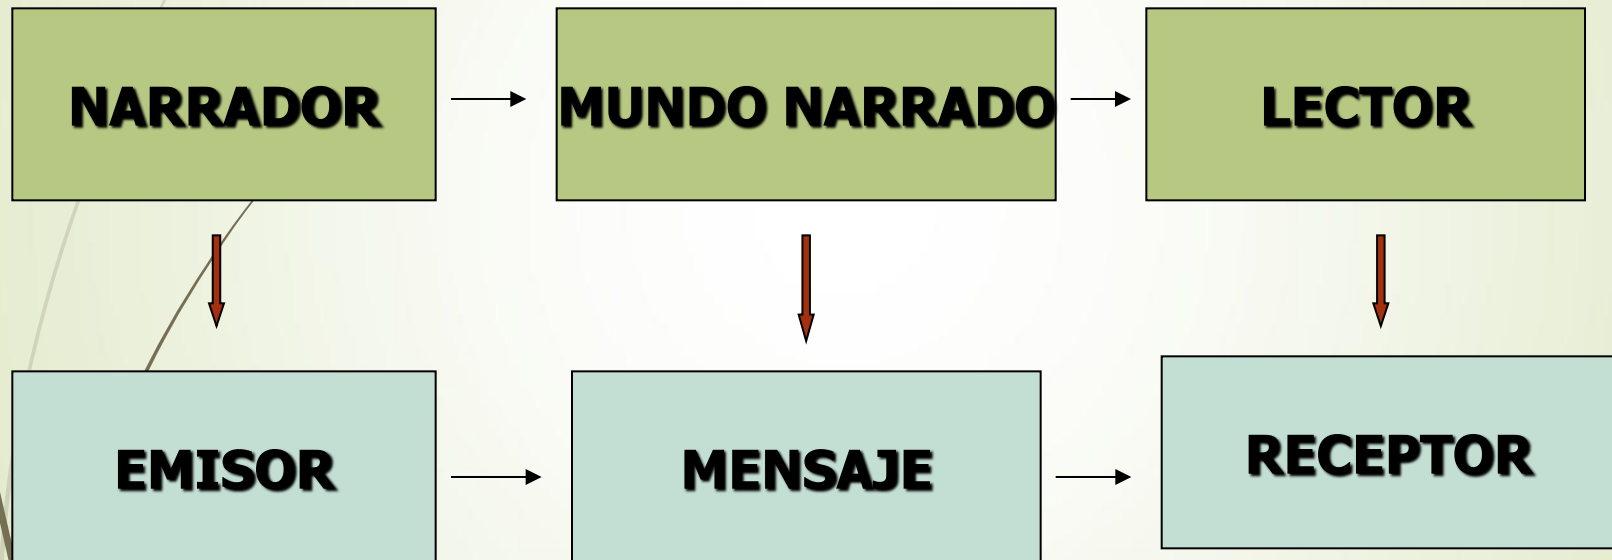 NARRADOR
MUNDO NARRADO
LECTOR
EMISOR
MENSAJE
RECEPTOR